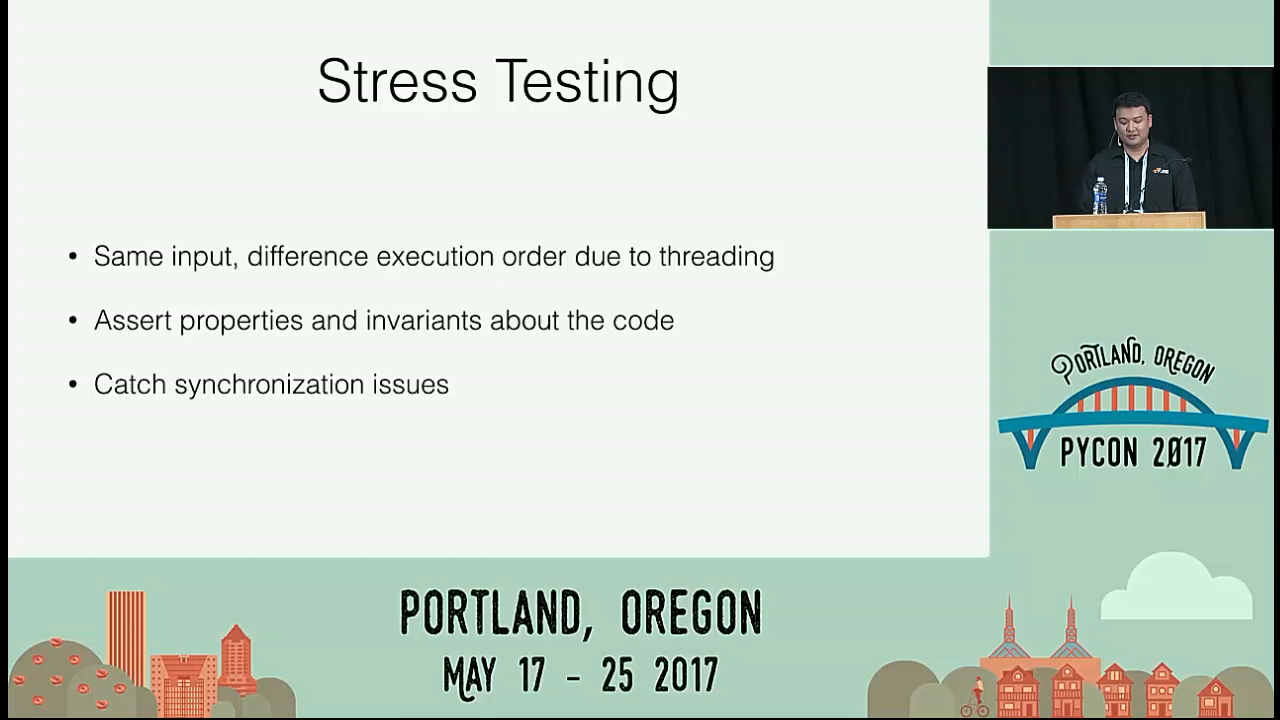 Stress Testing
• Same input, difference execution order due to threading
• Assert properties and invariants about the code
• Catch synchronization issues
PORTLAND, OREGON
PYCON 2017
PORTLAND, OREGON
MAY 17 - 25 2017